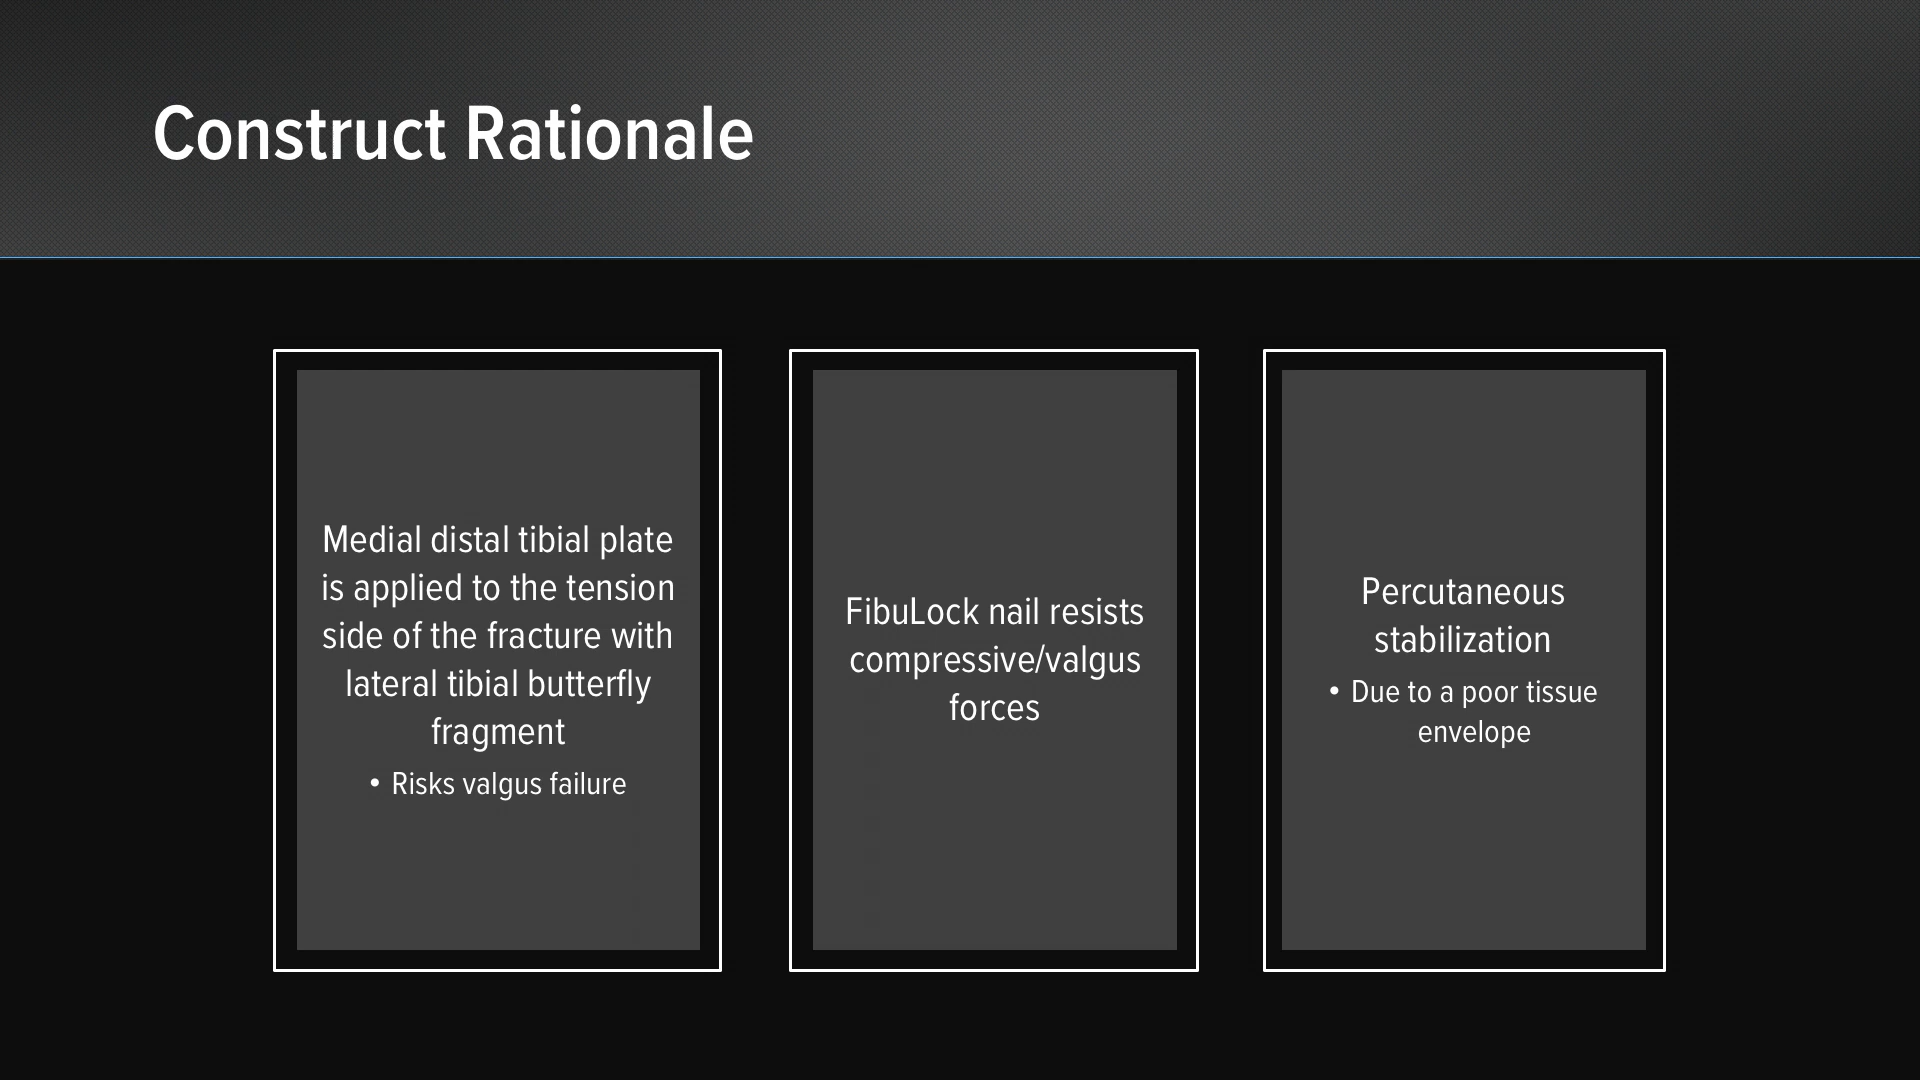 Construct Rationale
Medial distal tibial plate
is applied to the tension
side of the fracture with
lateral tibial butterfly
fragment
• Risks valgus failure
FibuLock nail resists
compressive/valgus
forces
Percutaneous
stabilization
• Due to a poor tissue
envelope